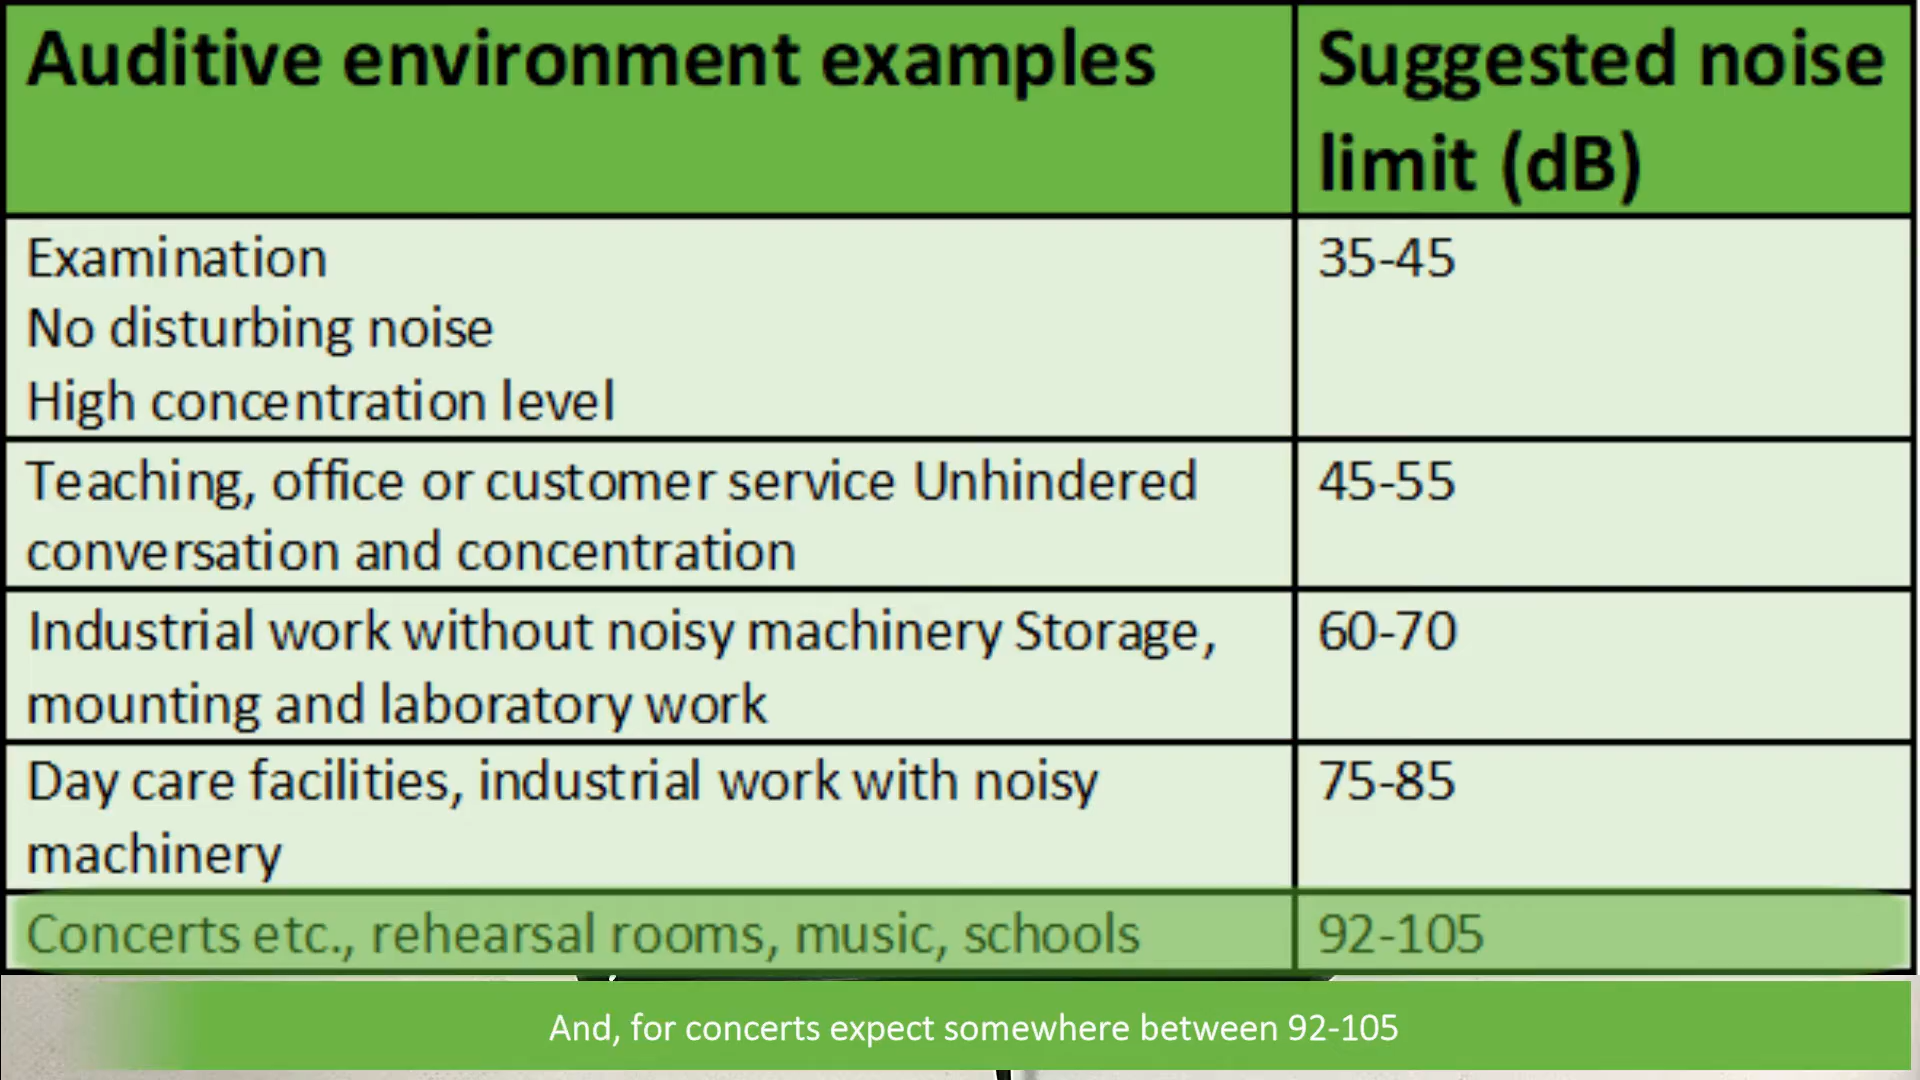 Auditive environment examples
Suggested noise
limit (dB)
Examination
No disturbing noise
High concentration level
35-45
Teaching, office or customer service Unhindered
conversation and concentration
45-55
Industrial work without noisy machinery Storage,
mounting and laboratory work
60-70
Day care facilities, industrial work with noisy
machinery
75-85
Concerts etc., rehearsal rooms, music, schools
92-105
And, for concerts expect somewhere between 92-105